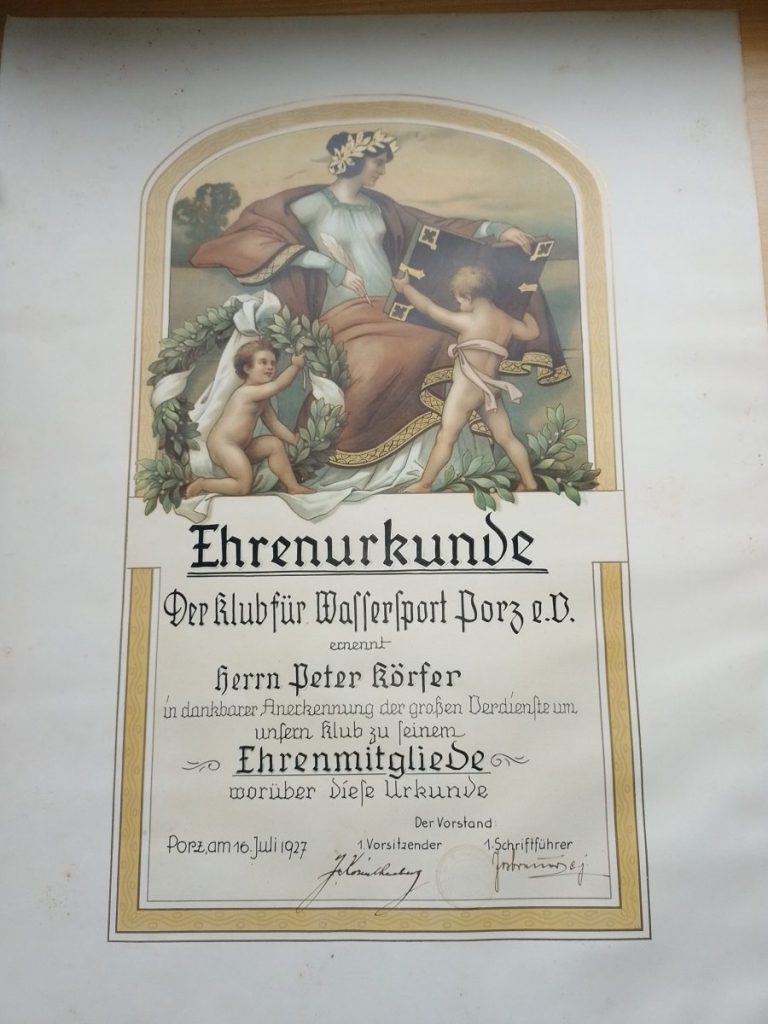 Ehrenurkunde
Der Klub für Waſſerſport Porz e.V.
ernennt
Herrn Peter Körfer
in dankbarer Anerkennung der großen Verdienſte um
unſern Klub zu ſeinem
Ehrenmitgliede
worüber dieſe Urkunde
Der Vorstand:
Porz, am 16. Juli 1927 1. Vorsitzender 1. Schriftführer